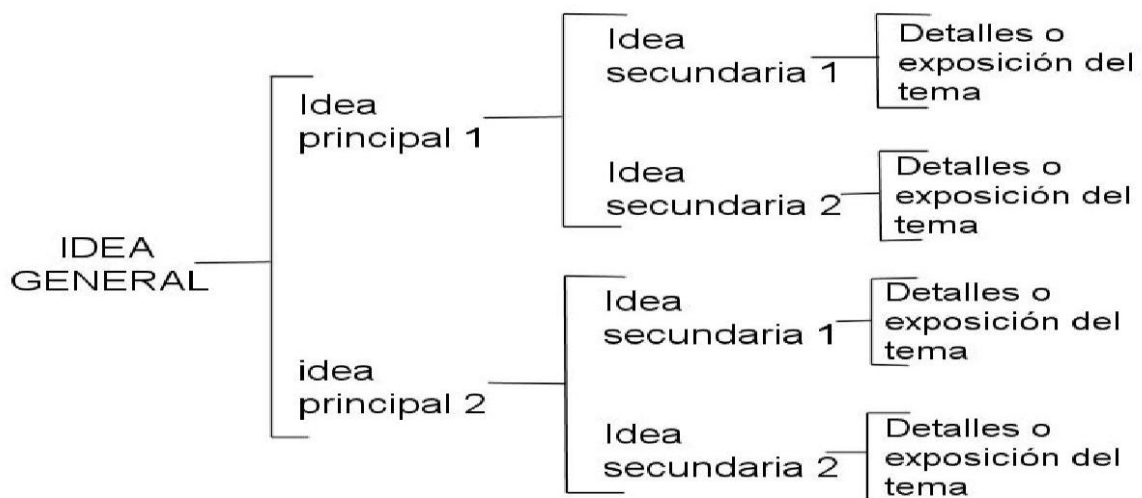 IDEA
GENERAL
Idea
principal 1
Idea
secundaria 1
Detalles o
exposición del
tema
Idea
secundaria 2
Detalles o
exposición del
tema
idea
principal 2
Idea
secundaria 1
Detalles o
exposición del
tema
Idea
secundaria 2
Detalles o
exposición del
tema